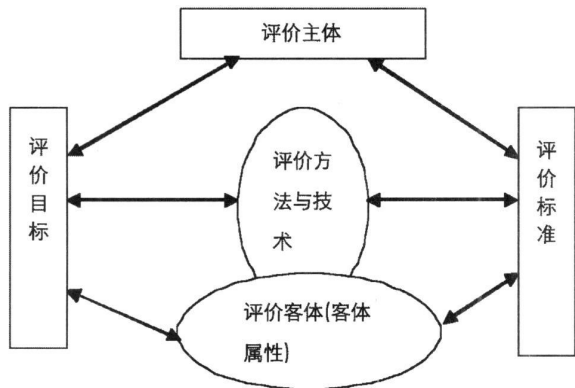 评价主体
评价目标
评价方
法与技
术
评价标准
评价客体(客体
属性)